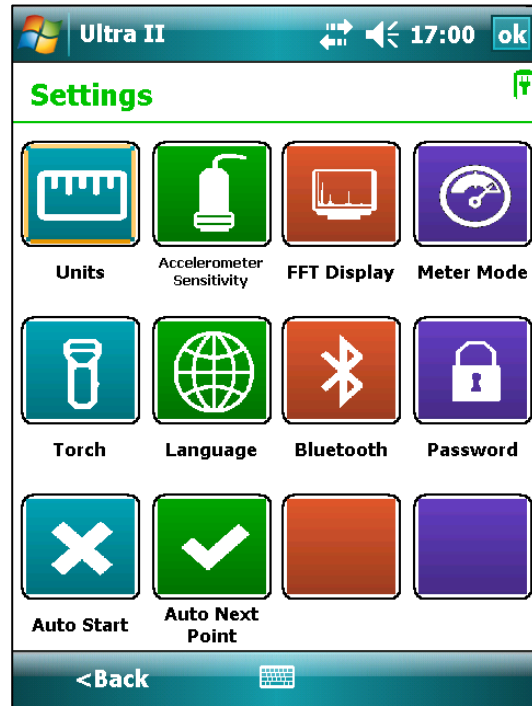 Ultra II 17:00 ok
Settings
Units Accelerometer Sensitivity FFT Display Meter Mode
Torch Language Bluetooth Password
Auto Start Auto Next Point
<Back